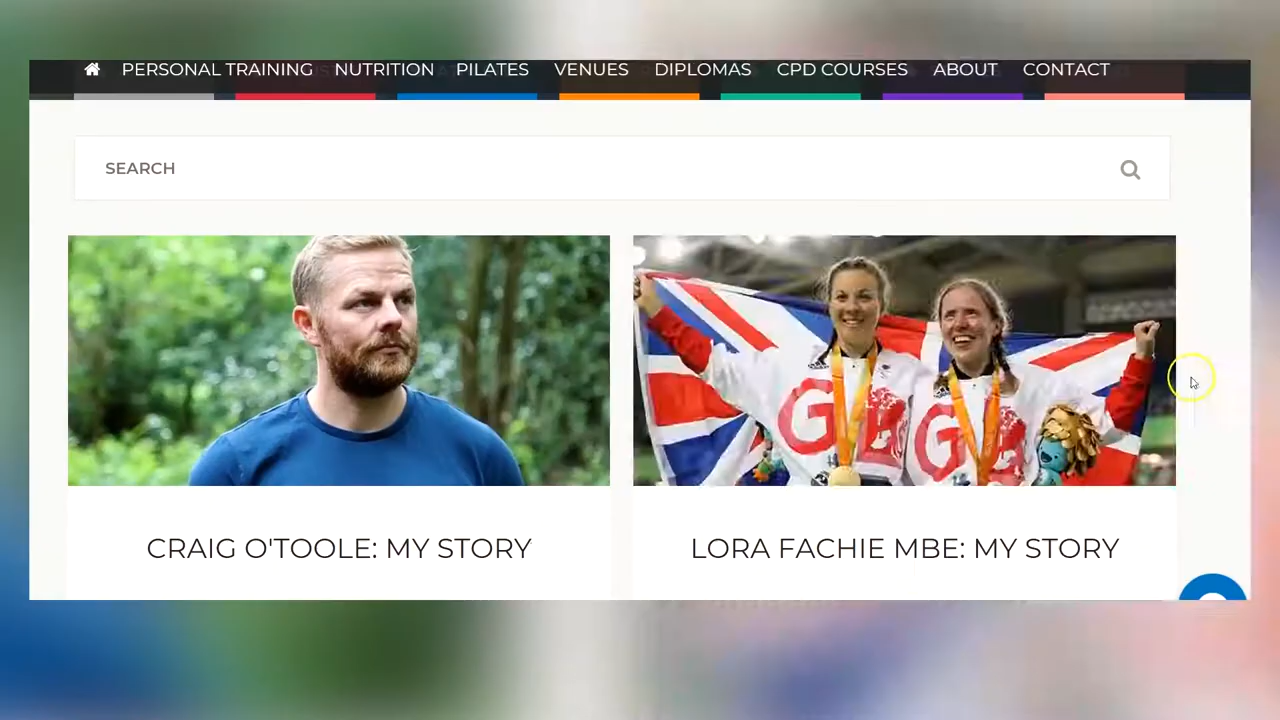 PERSONAL TRAINING NUTRITION PILATES VENUES DIPLOMAS CPD COURSES ABOUT CONTACT
SEARCH
CRAIG O'TOOLE: MY STORY
LORA FACHIE MBE: MY STORY